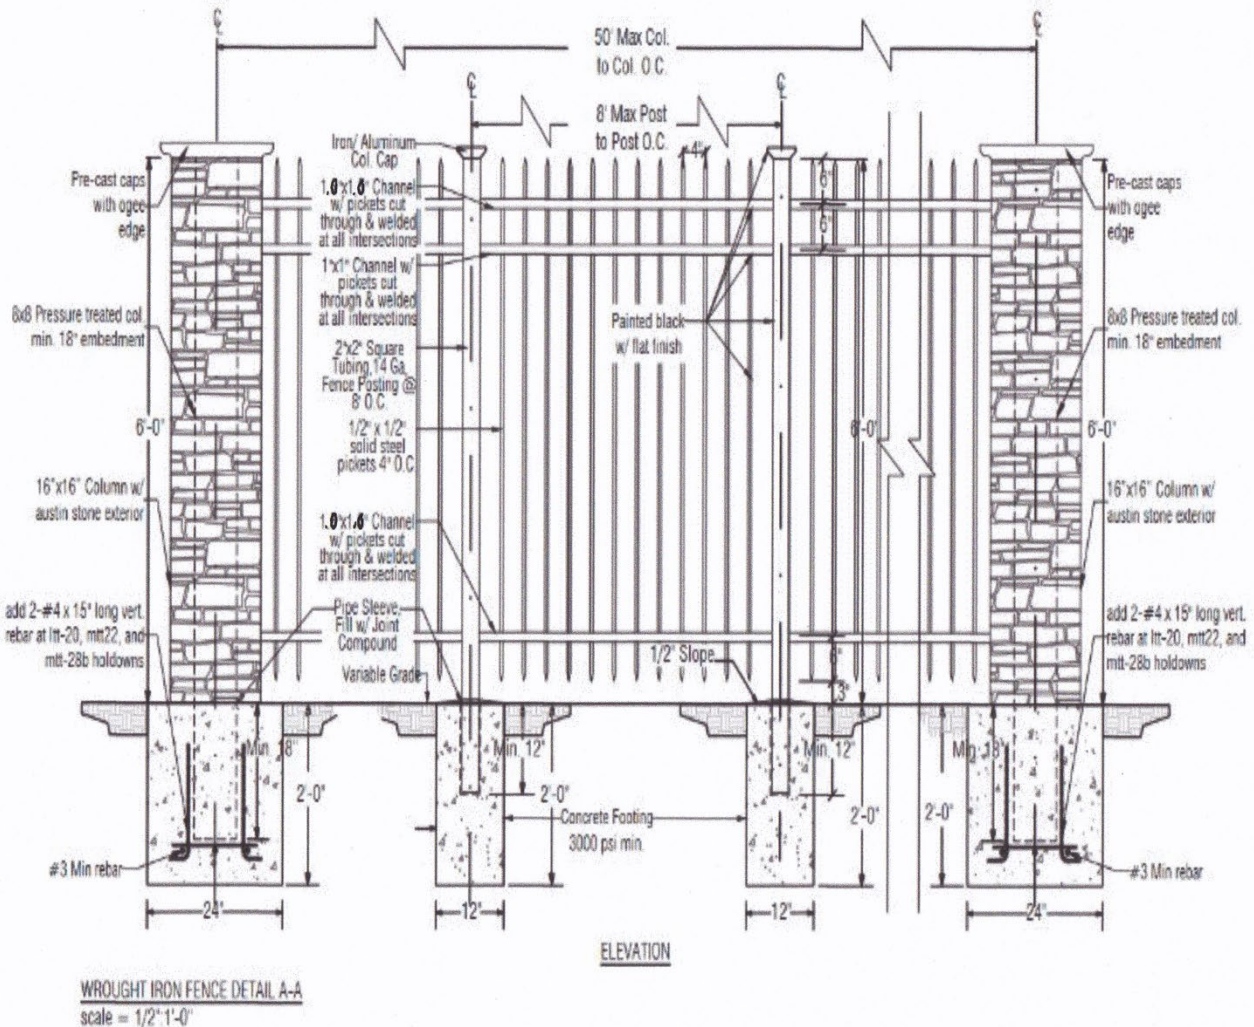 ℄
℄
50' Max Col.
to Col. O.C.
℄
℄
8' Max Post
to Post O.C.
4"
Iron/ Aluminum
Col. Cap
Pre-cast caps
with ogee
edge
Channel
w/ pickets cut
through & welded
at all intersections
1"x1" Channel w/
pickets cut
through & welded
at all intersections
6"
6"
Pre-cast caps
with ogee
edge
8x8 Pressure treated col.
min. 18" embedment
2"x2" Square
Tubing,14 Ga.
Fence Posting @
8' O.C.
Painted black
w/ flat finish
8x8 Pressure treated col.
min. 18" embedment
6'-0"
1/2" x 1/2"
solid steel
pickets 4" O.C
6'-0"
6'-0"
16"x16" Column w/
austin stone exterior
16"x16" Column w/
austin stone exterior
Channel
w/ pickets cut
through & welded
at all intersections
add 2-#4 x 15" long vert.
rebar at ltt-20, mtt22, and
mtt-28b holdowns
Pipe Sleeve,
Fill w/ Joint
Compound
Variable Grade
1/2" Slope
6"
3"
add 2-#4 x 15" long vert.
rebar at ltt-20, mtt22, and
mtt-28b holdowns
Min. 18"
Min. 12"
Min. 12"
Min. 18"
2'-0"
2'-0"
2'-0"
2'-0"
Concrete Footing
3000 psi min.
#3 Min rebar
#3 Min rebar
24"
12"
12"
24"
ELEVATION
WROUGHT IRON FENCE DETAIL A-A
scale = 1/2":1'-0"